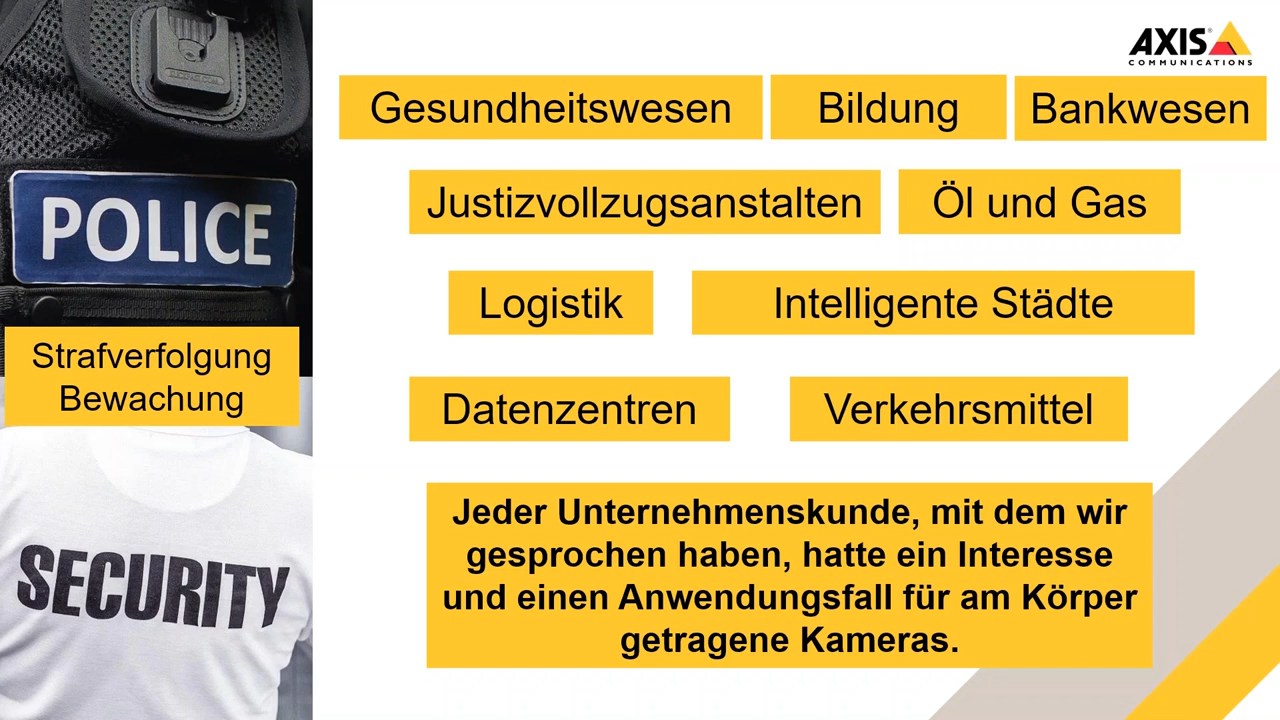 AXIS
COMMUNICATIONS
Gesundheitswesen
Bildung
Bankwesen
Justizvollzugsanstalten
Öl und Gas
Logistik
Intelligente Städte
Datenzentren
Verkehrsmittel
Jeder Unternehmenskunde, mit dem wir
gesprochen haben, hatte ein Interesse
und einen Anwendungsfall für am Körper
getragene Kameras.
POLICE
Strafverfolgung
Bewachung
SECURITY